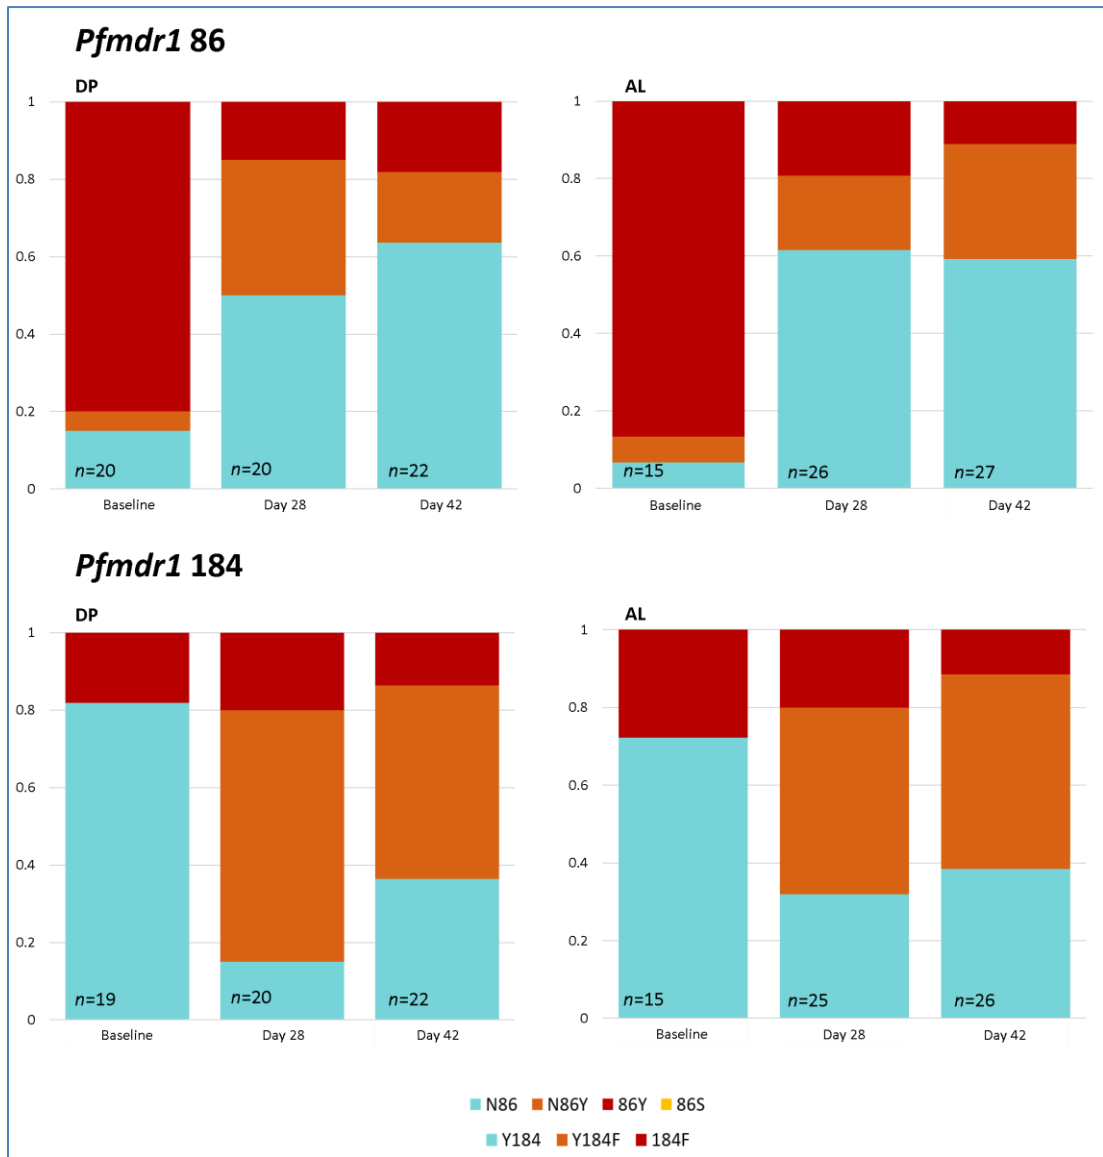 Pfmdr1 86
DP
AL
1
0.8
0.6
0.4
0.2
0
n=20
n=20
n=22
Baseline
Day 28
Day 42
1
0.8
0.6
0.4
0.2
0
n=15
n=26
n=27
Baseline
Day 28
Day 42
Pfmdr1 184
DP
AL
1
0.8
0.6
0.4
0.2
0
n=19
n=20
n=22
Baseline
Day 28
Day 42
1
0.8
0.6
0.4
0.2
0
n=15
n=25
n=26
Baseline
Day 28
Day 42
N86 N86Y 86Y 86S
Y184 Y184F 184F